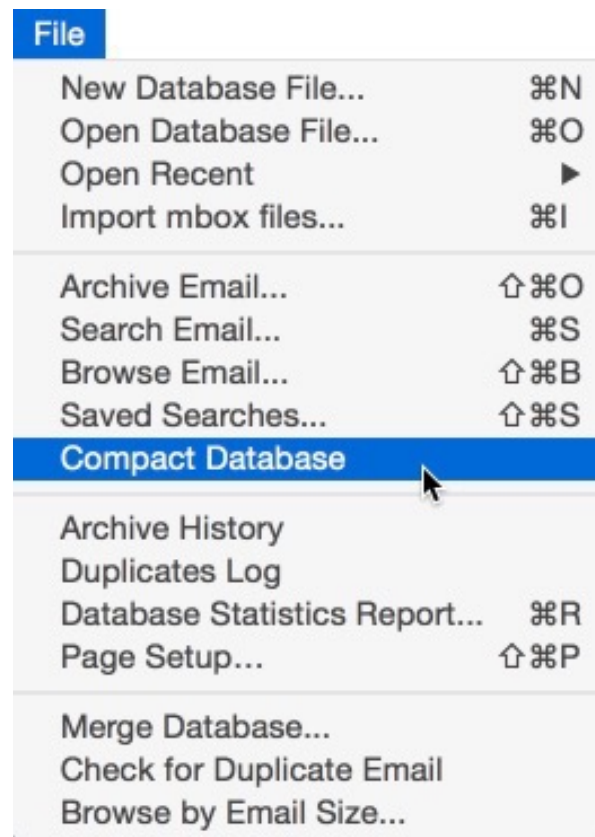 File
New Database File... ⌘N
Open Database File... ⌘O
Open Recent ▶
Import mbox files... ⌘I
Archive Email... ⇧⌘O
Search Email... ⌘S
Browse Email... ⇧⌘B
Saved Searches... ⇧⌘S
Compact Database
Archive History
Duplicates Log
Database Statistics Report... ⌘R
Page Setup... ⇧⌘P
Merge Database...
Check for Duplicate Email
Browse by Email Size...